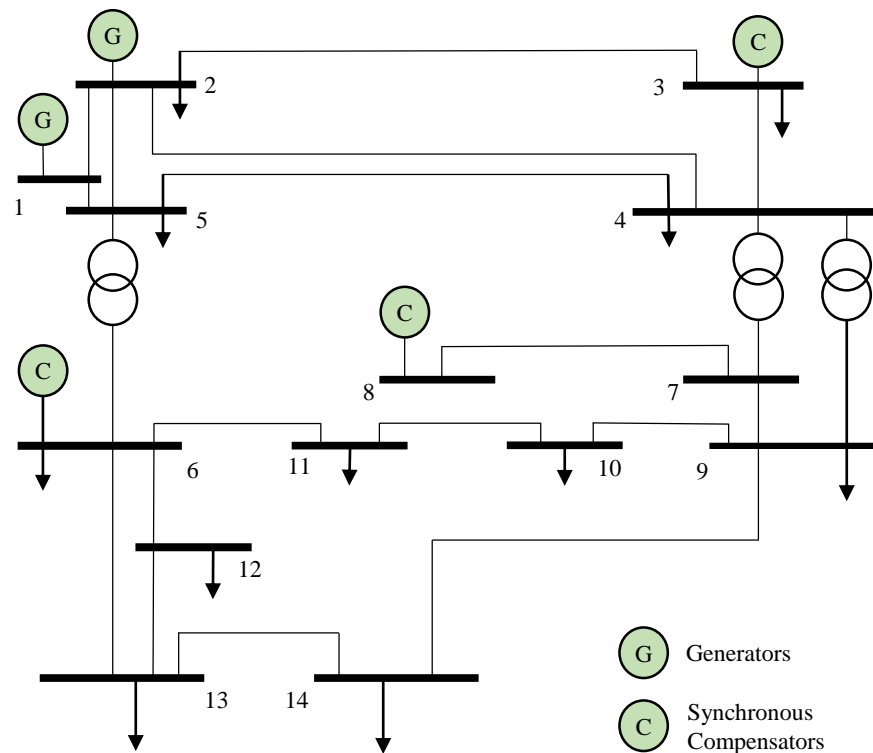 G
C
2
3
G
1
5
4
C
C
8
7
6
11
10
9
12
13
14
G
Generators
C
Synchronous
Compensators